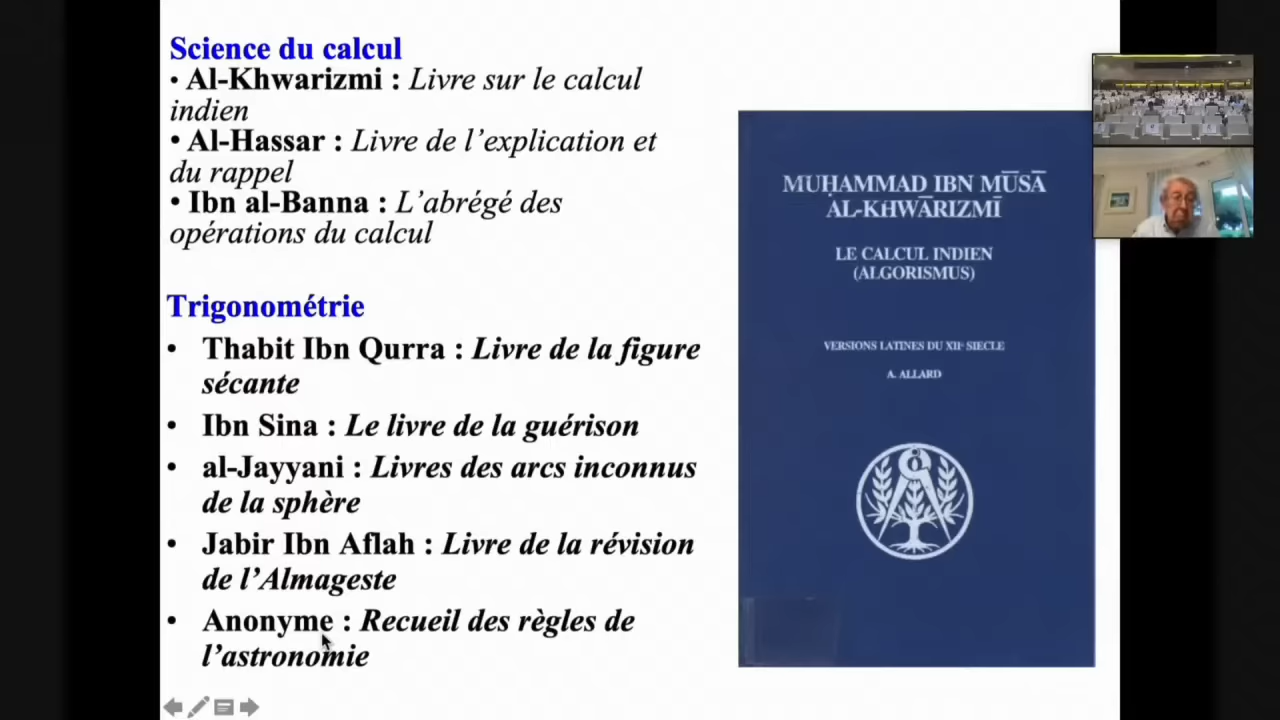 Science du calcul
• Al-Khwarizmi : Livre sur le calcul
indien
• Al-Hassar : Livre de l’explication et
du rappel
• Ibn al-Banna : L’abrégé des
opérations du calcul
Trigonométrie
• Thabit Ibn Qurra : Livre de la figure
sécante
• Ibn Sina : Le livre de la guérison
• al-Jayyani : Livres des arcs inconnus
de la sphère
• Jabir Ibn Aflah : Livre de la révision
de l’Almageste
• Anonyme : Recueil des règles de
l’astronomie
MUḤAMMAD IBN MŪSĀ
AL-KHWĀRIZMĪ
LE CALCUL INDIEN
(ALGORISMUS)
VERSIONS LATINES DU XIIᵉ SIECLE
A. ALLARD